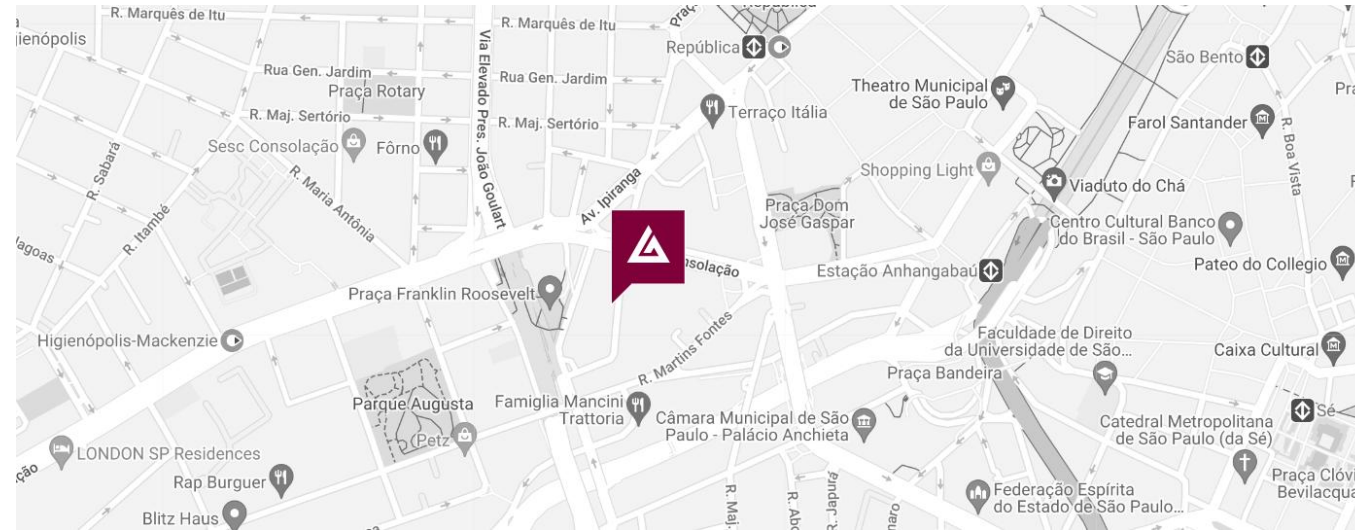 R. Marquês de Itu
R. Marquês de Itu
República
São Bento
Via Elevado Pres. João Goulart
Rua Gen. Jardim
Rua Gen. Jardim
Praça Rotary
Theatro Municipal
de São Paulo
Terraço Itália
Farol Santander
R. Maj. Sertório
R. Maj. Sertório
Sesc Consolação
Fôrno
R. Boa Vista
R. Sabará
R. Maria Antônia
Shopping Light
Viaduto do Chá
R. Itambé
Av. Ipiranga
Praça Dom
José Gaspar
Centro Cultural Banco
do Brasil - São Paulo
Estação Anhangabaú
Pateo do Collegio
Praça Franklin Roosevelt
Higienópolis-Mackenzie
R. Martins Fontes
Faculdade de Direito
da Universidade de São...
Caixa Cultural
Praça Bandeira
Parque Augusta
Famiglia Mancini
Trattoria
Câmara Municipal de São
Paulo - Palácio Anchieta
Sé
Petz
Catedral Metropolitana
de São Paulo (da Sé)
LONDON SP Residences
Rap Burguer
Blitz Haus
Federação Espírita
do Estado de São Paulo...
R. Maj.